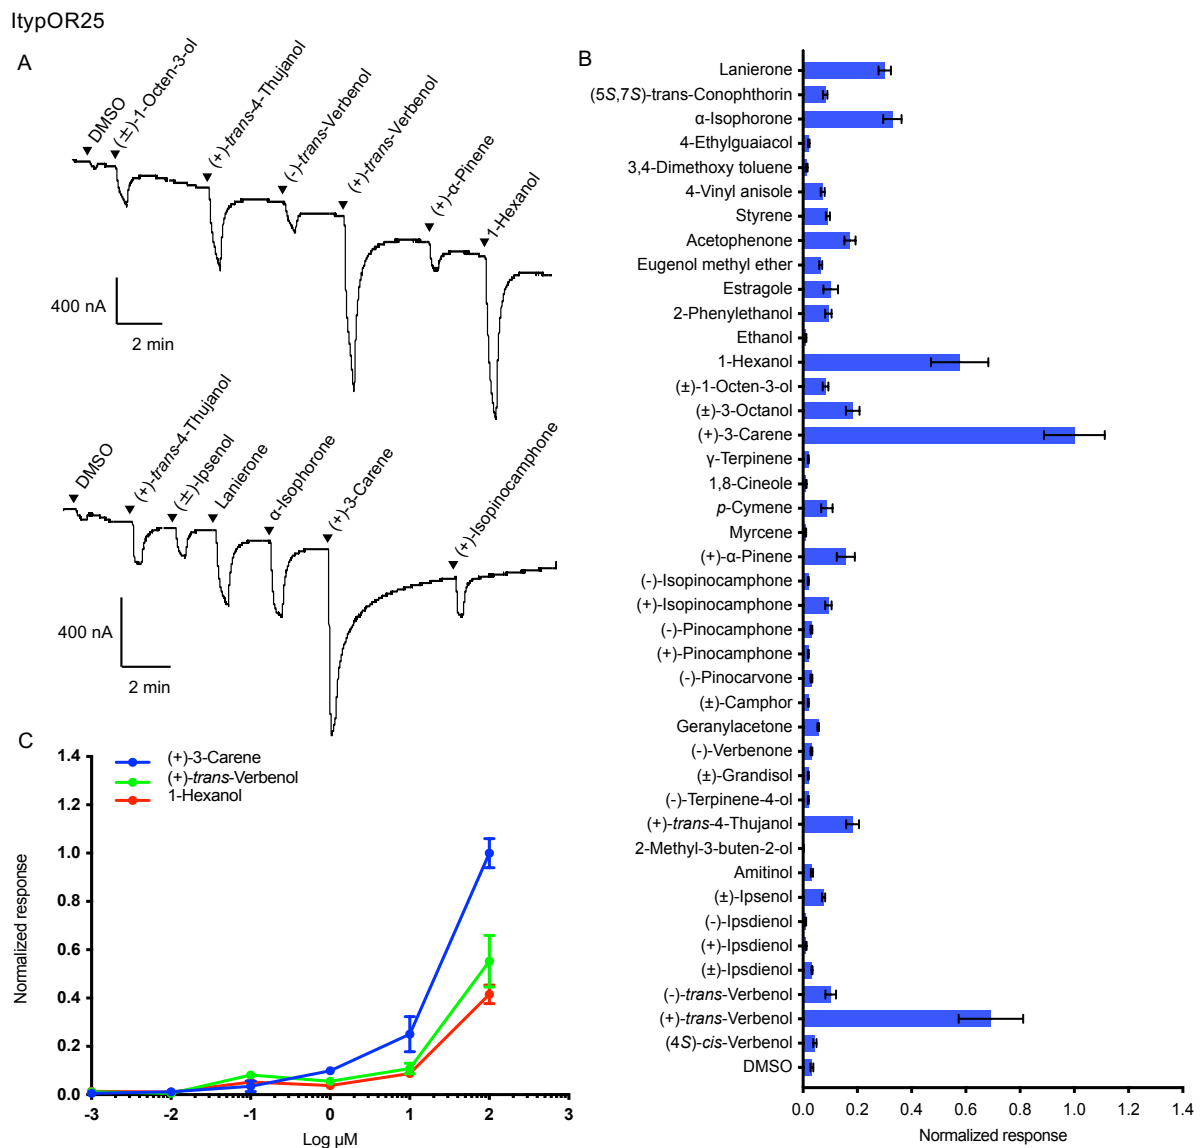 ItypOR25
A
DMSO
(±)-1-Octen-3-ol
(+)-trans-4-Thujanol
(-)-trans-Verbenol
(+)-trans-Verbenol
(+)-α-Pinene
1-Hexanol
400 nA
2 min
DMSO
(+)-trans-4-Thujanol
(±)-Ipsenol
Lanierone
α-Isophorone
(+)-3-Carene
(+)-Isopinocamphone
400 nA
2 min
B
Lanierone
(5S,7S)-trans-Conophthorin
α-Isophorone
4-Ethylguaiacol
3,4-Dimethoxy toluene
4-Vinyl anisole
Styrene
Acetophenone
Eugenol methyl ether
Estragole
2-Phenylethanol
Ethanol
1-Hexanol
(±)-1-Octen-3-ol
(±)-3-Octanol
(+)-3-Carene
γ-Terpinene
1,8-Cineole
p-Cymene
Myrcene
(+)-α-Pinene
(-)-Isopinocamphone
(+)-Isopinocamphone
(-)-Pinocamphone
(+)-Pinocamphone
(-)-Pinocarvone
(±)-Camphor
Geranylacetone
(-)-Verbenone
(±)-Grandisol
(-)-Terpinene-4-ol
(+)-trans-4-Thujanol
2-Methyl-3-buten-2-ol
Amitinol
(±)-Ipsenol
(-)-Ipsdienol
(+)-Ipsdienol
(±)-Ipsdienol
(-)-trans-Verbenol
(+)-trans-Verbenol
(4S)-cis-Verbenol
DMSO
0.0 0.2 0.4 0.6 0.8 1.0 1.2 1.4
Normalized response
C
(+)-3-Carene
(+)-trans-Verbenol
1-Hexanol
1.4
1.2
1.0
0.8
0.6
0.4
0.2
0.0
Normalized response
-3 -2 -1 0 1 2 3
Log µM